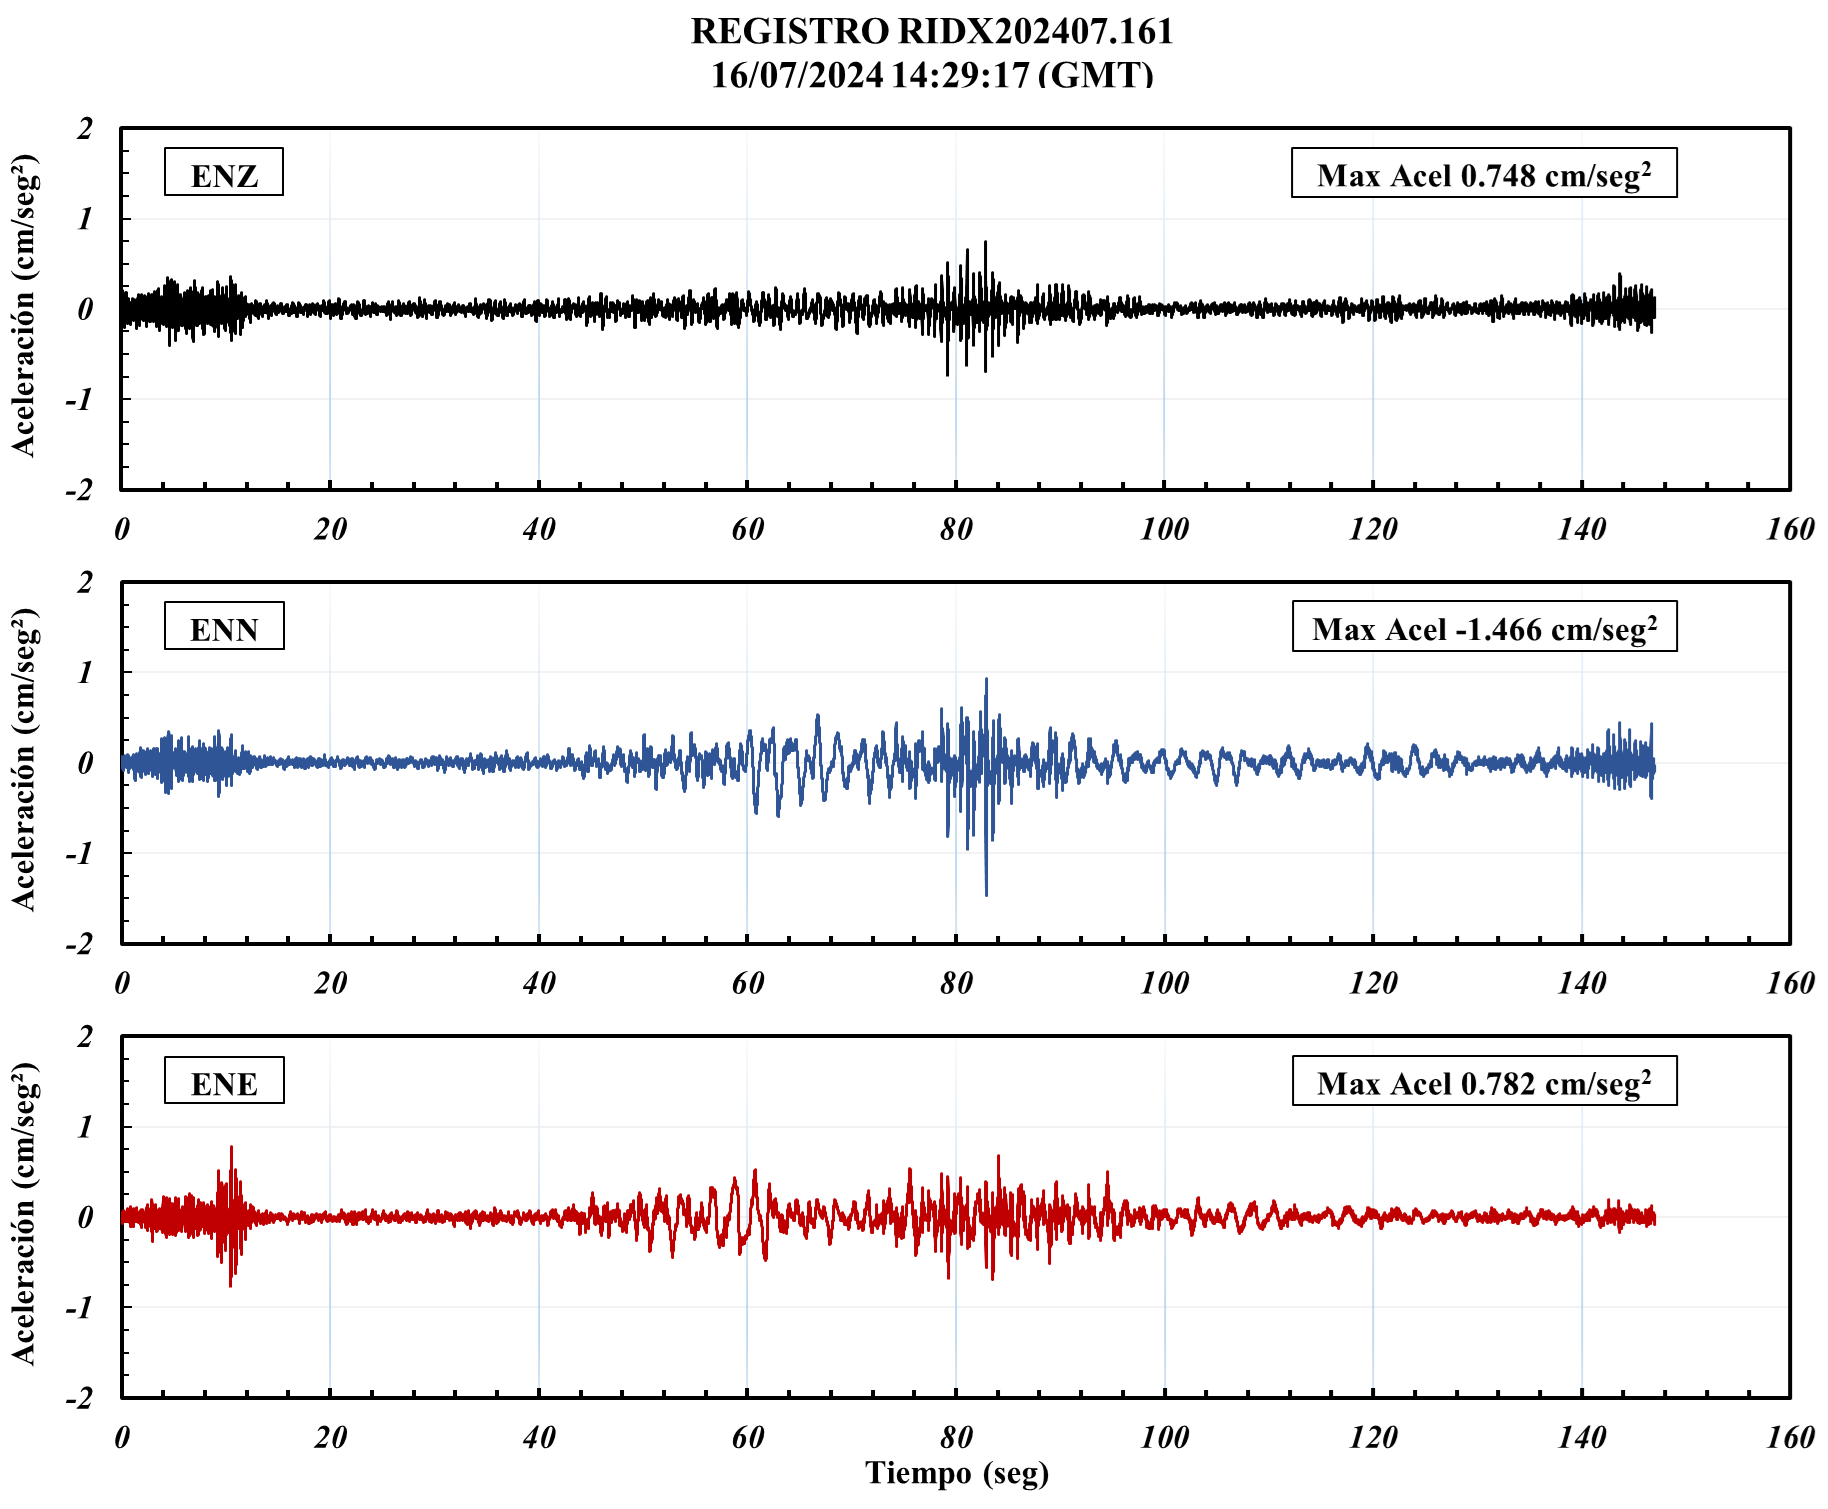 REGISTRO RIDX202407.161
16/07/2024 14:29:17 (GMT)
ENZ
Max Acel 0.748 cm/seg²
Aceleración (cm/seg²)
2
1
0
-1
-2
0 20 40 60 80 100 120 140 160
ENN
Max Acel -1.466 cm/seg²
Aceleración (cm/seg²)
2
1
0
-1
-2
0 20 40 60 80 100 120 140 160
ENE
Max Acel 0.782 cm/seg²
Aceleración (cm/seg²)
2
1
0
-1
-2
0 20 40 60 80 100 120 140 160
Tiempo (seg)